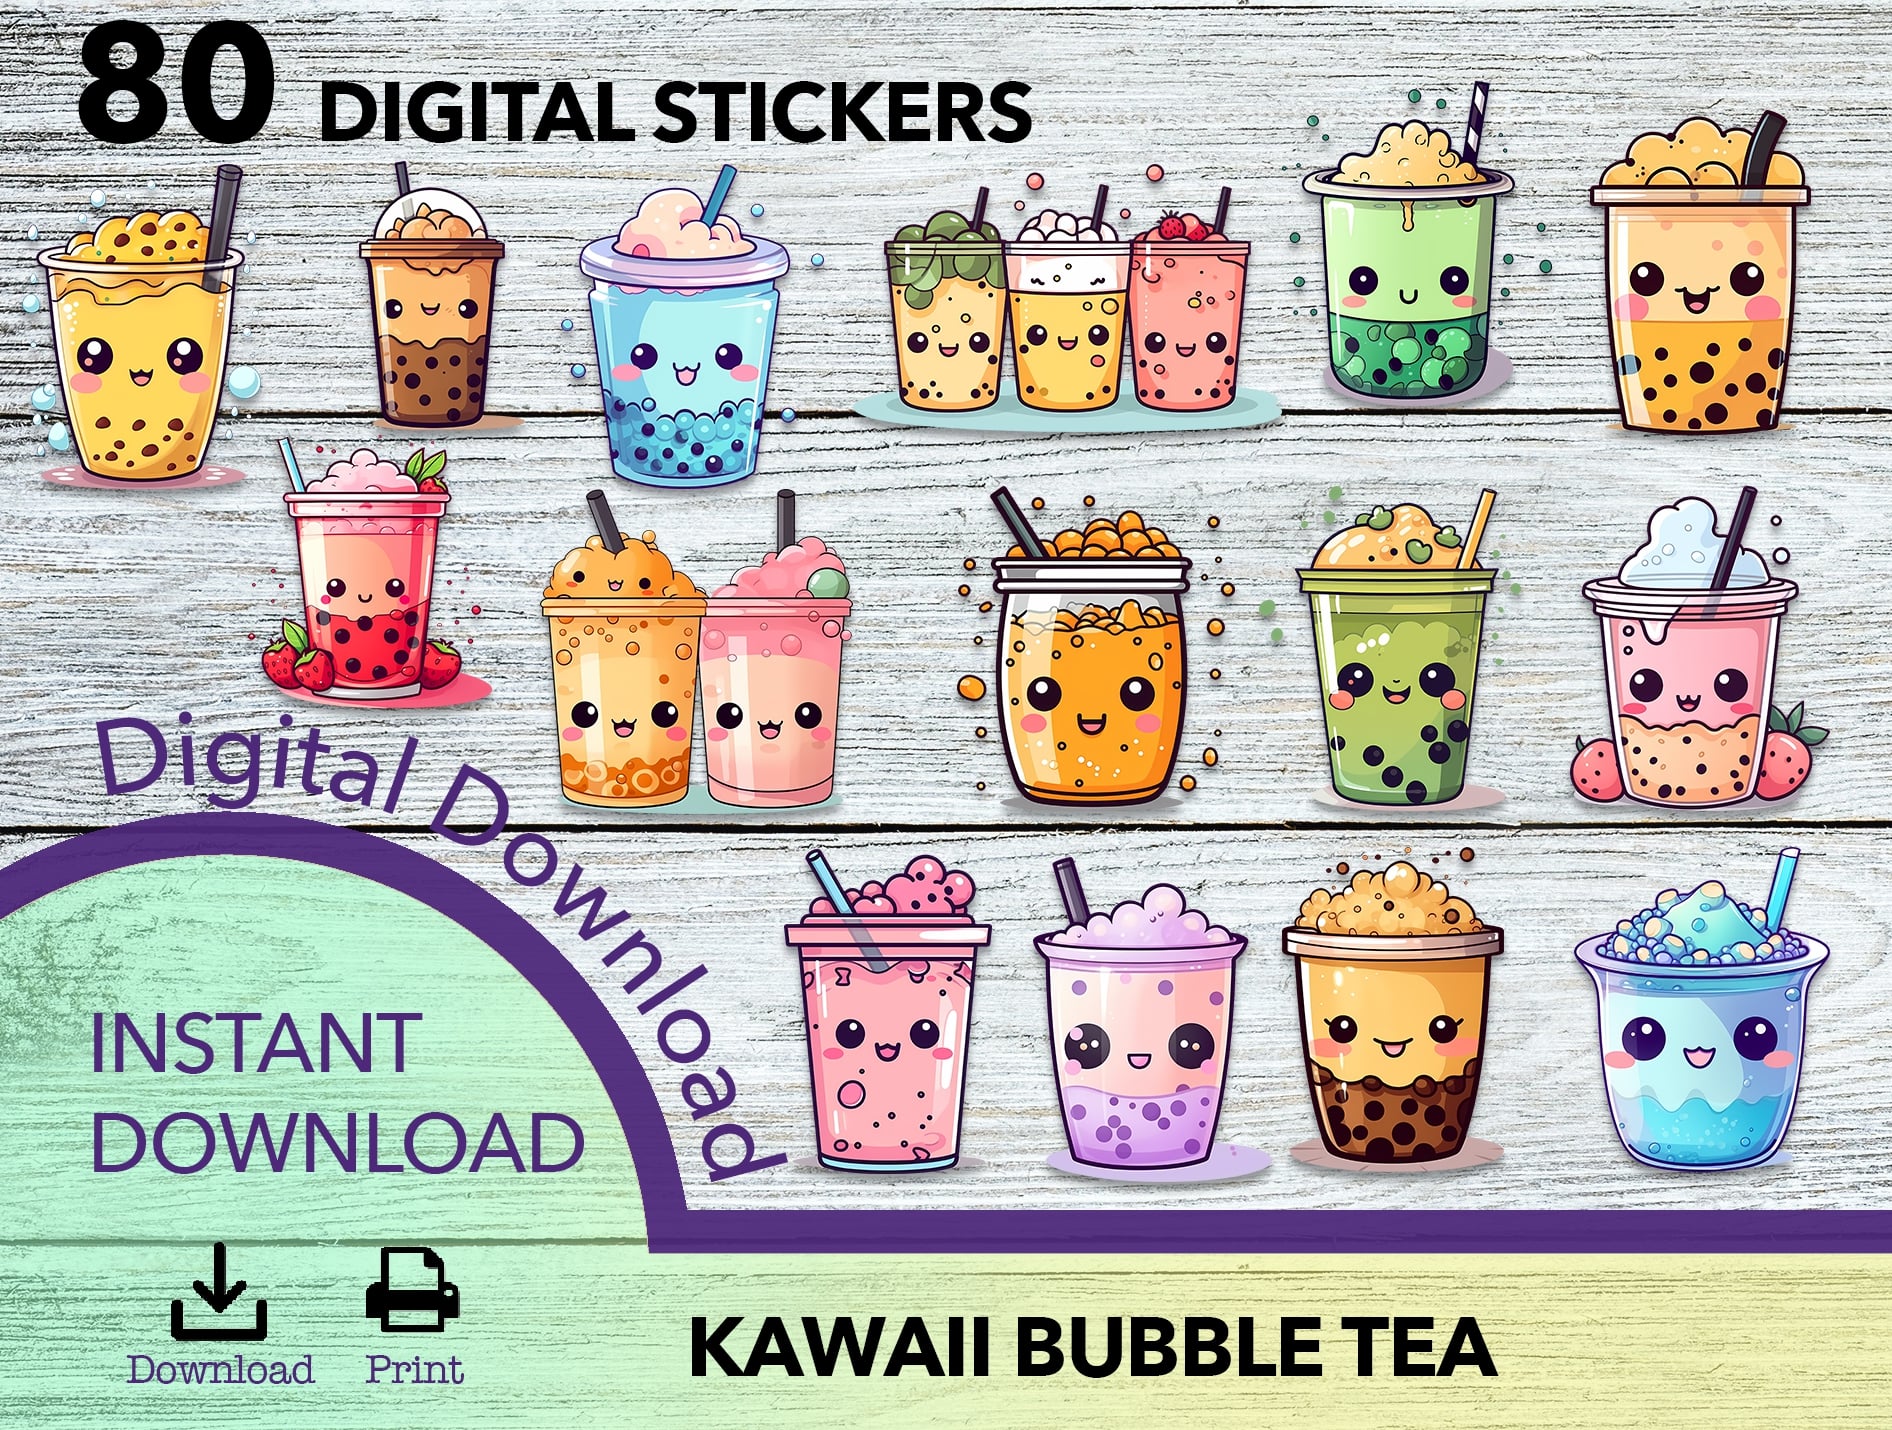 80 DIGITAL STICKERS
Digital Download
INSTANT
DOWNLOAD
Download
Print
KAWAII BUBBLE TEA